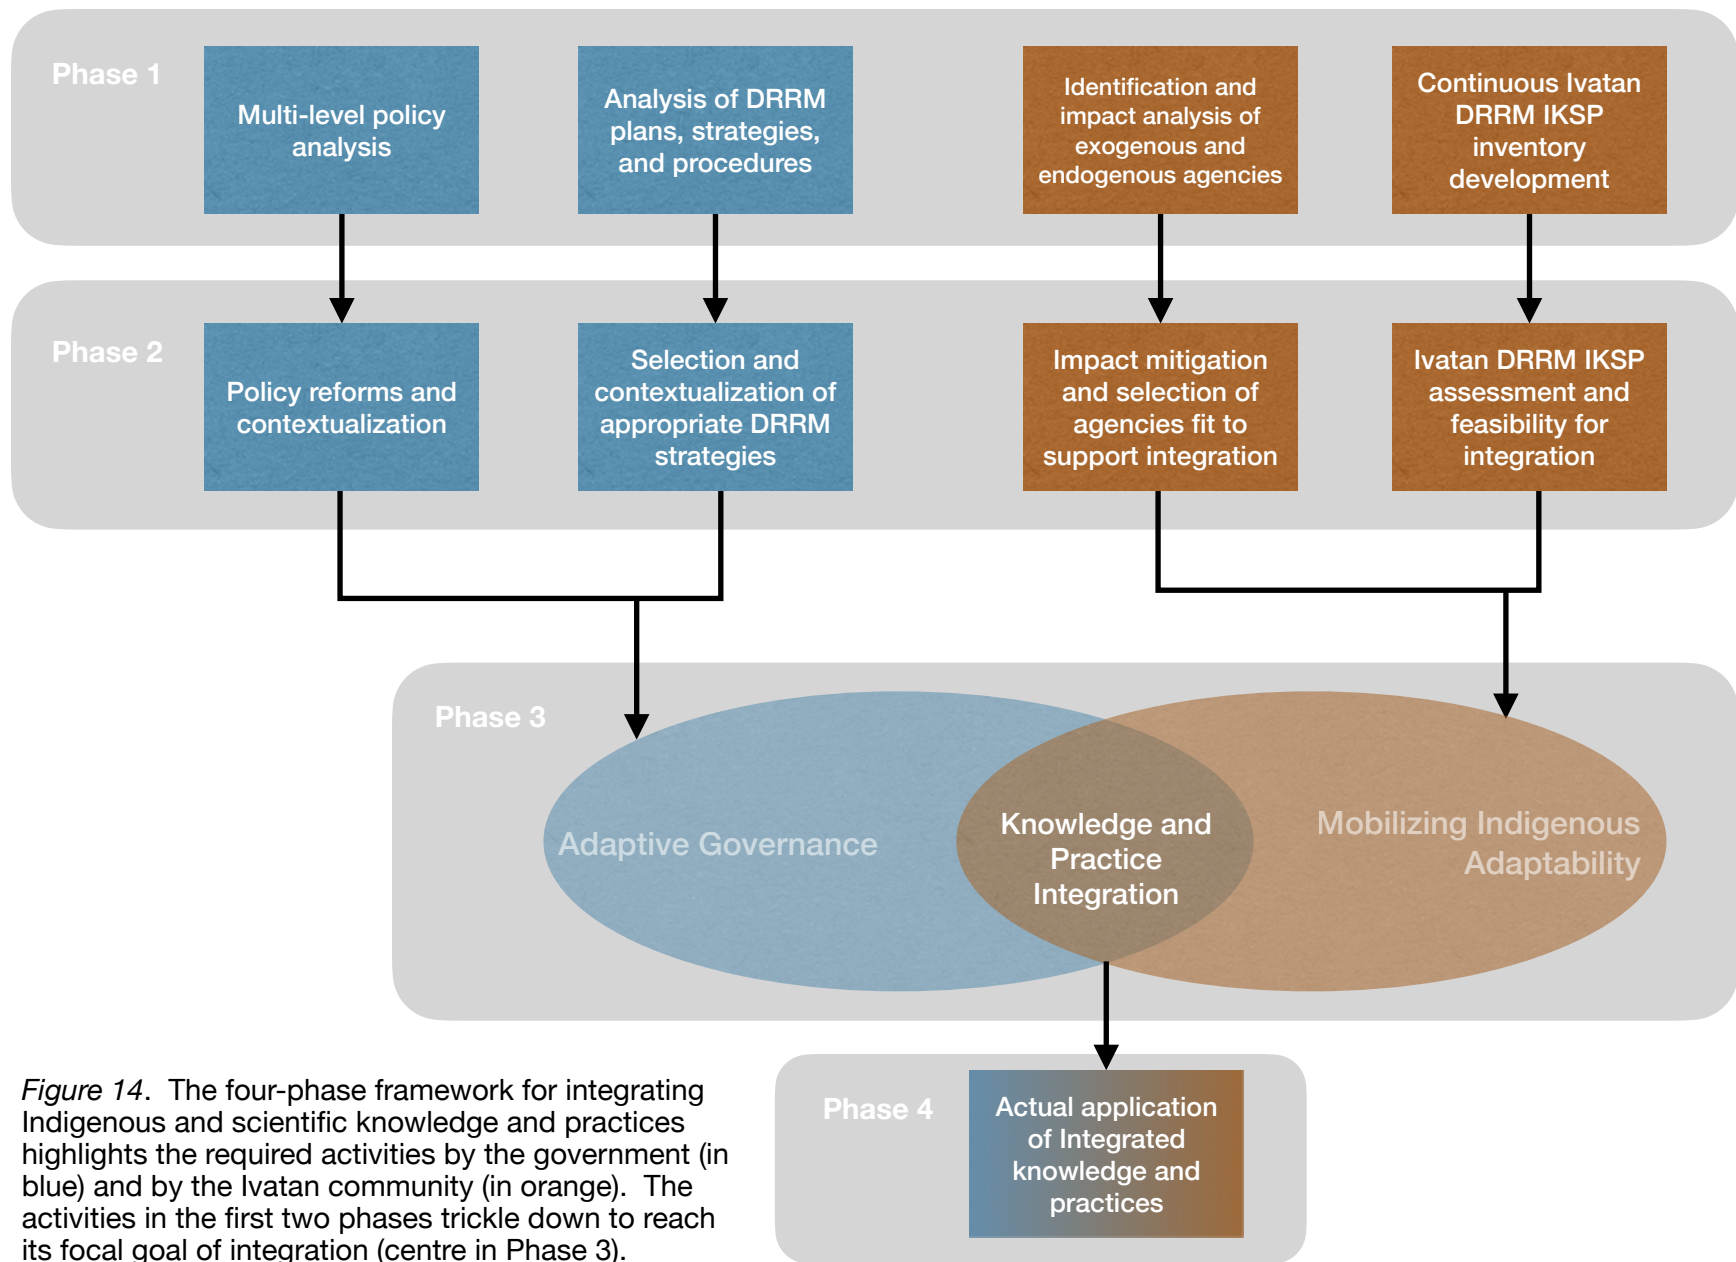 Phase 1
Multi-level policy
analysis
Analysis of DRRM
plans, strategies,
and procedures
Identification and
impact analysis of
exogenous and
endogenous agencies
Continuous Ivatan
DRRM IKSP
inventory
development
Phase 2
Policy reforms and
contextualization
Selection and
contextualization of
appropriate DRRM
strategies
Impact mitigation
and selection of
agencies fit to
support integration
Ivatan DRRM IKSP
assessment and
feasibility for
integration
Phase 3
Adaptive Governance
Knowledge and
Practice
Integration
Mobilizing Indigenous
Adaptability
Phase 4
Actual application
of Integrated
knowledge and
practices
Figure 14.  The four-phase framework for integrating
Indigenous and scientific knowledge and practices
highlights the required activities by the government (in
blue) and by the Ivatan community (in orange).  The
activities in the first two phases trickle down to reach
its focal goal of integration (centre in Phase 3).